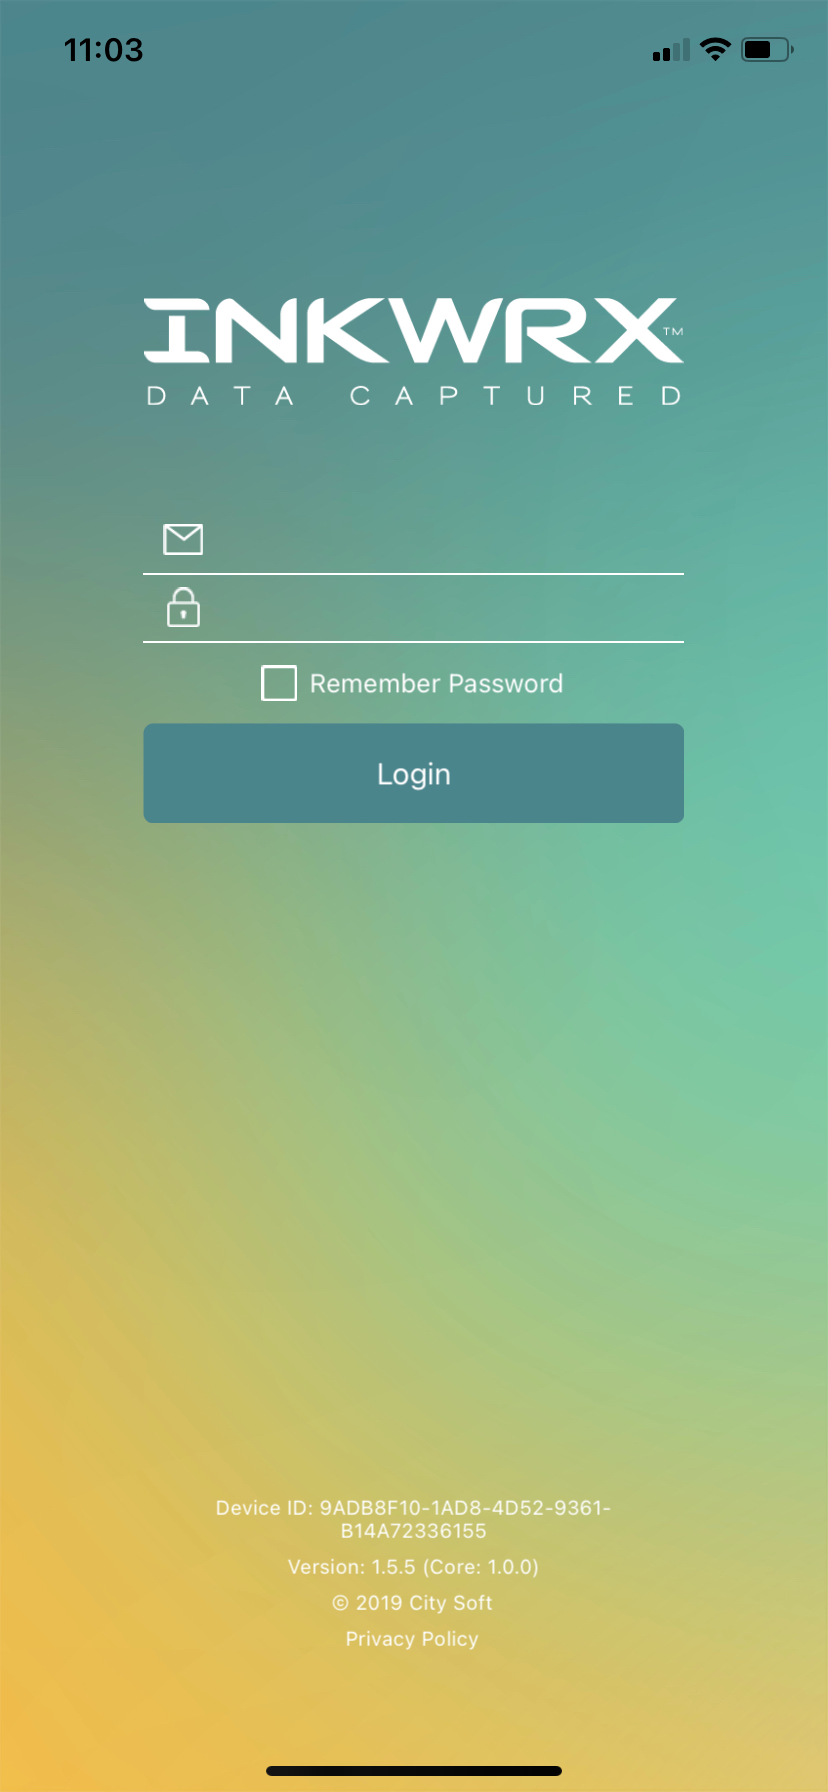 11:03
INKWRX™
DATA CAPTURED
Remember Password
Login
Device ID: 9ADB8F10-1AD8-4D52-9361-
B14A72336155
Version: 1.5.5 (Core: 1.0.0)
© 2019 City Soft
Privacy Policy